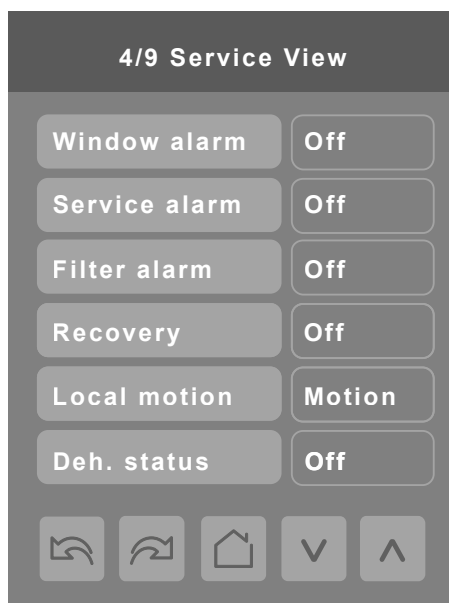 4/9 Service View
Window alarm Off
Service alarm Off
Filter alarm Off
Recovery Off
Local motion Motion
Deh. status Off